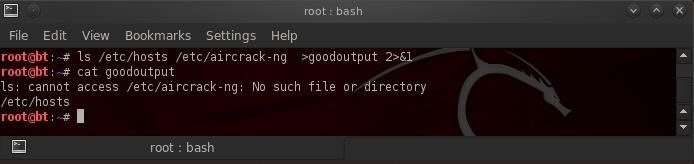 root : bash
File Edit View Bookmarks Settings Help
root@bt:~# ls /etc/hosts /etc/aircrack-ng  >goodoutput 2>&1
root@bt:~# cat goodoutput
ls: cannot access /etc/aircrack-ng: No such file or directory
/etc/hosts
root@bt:~#
root : bash